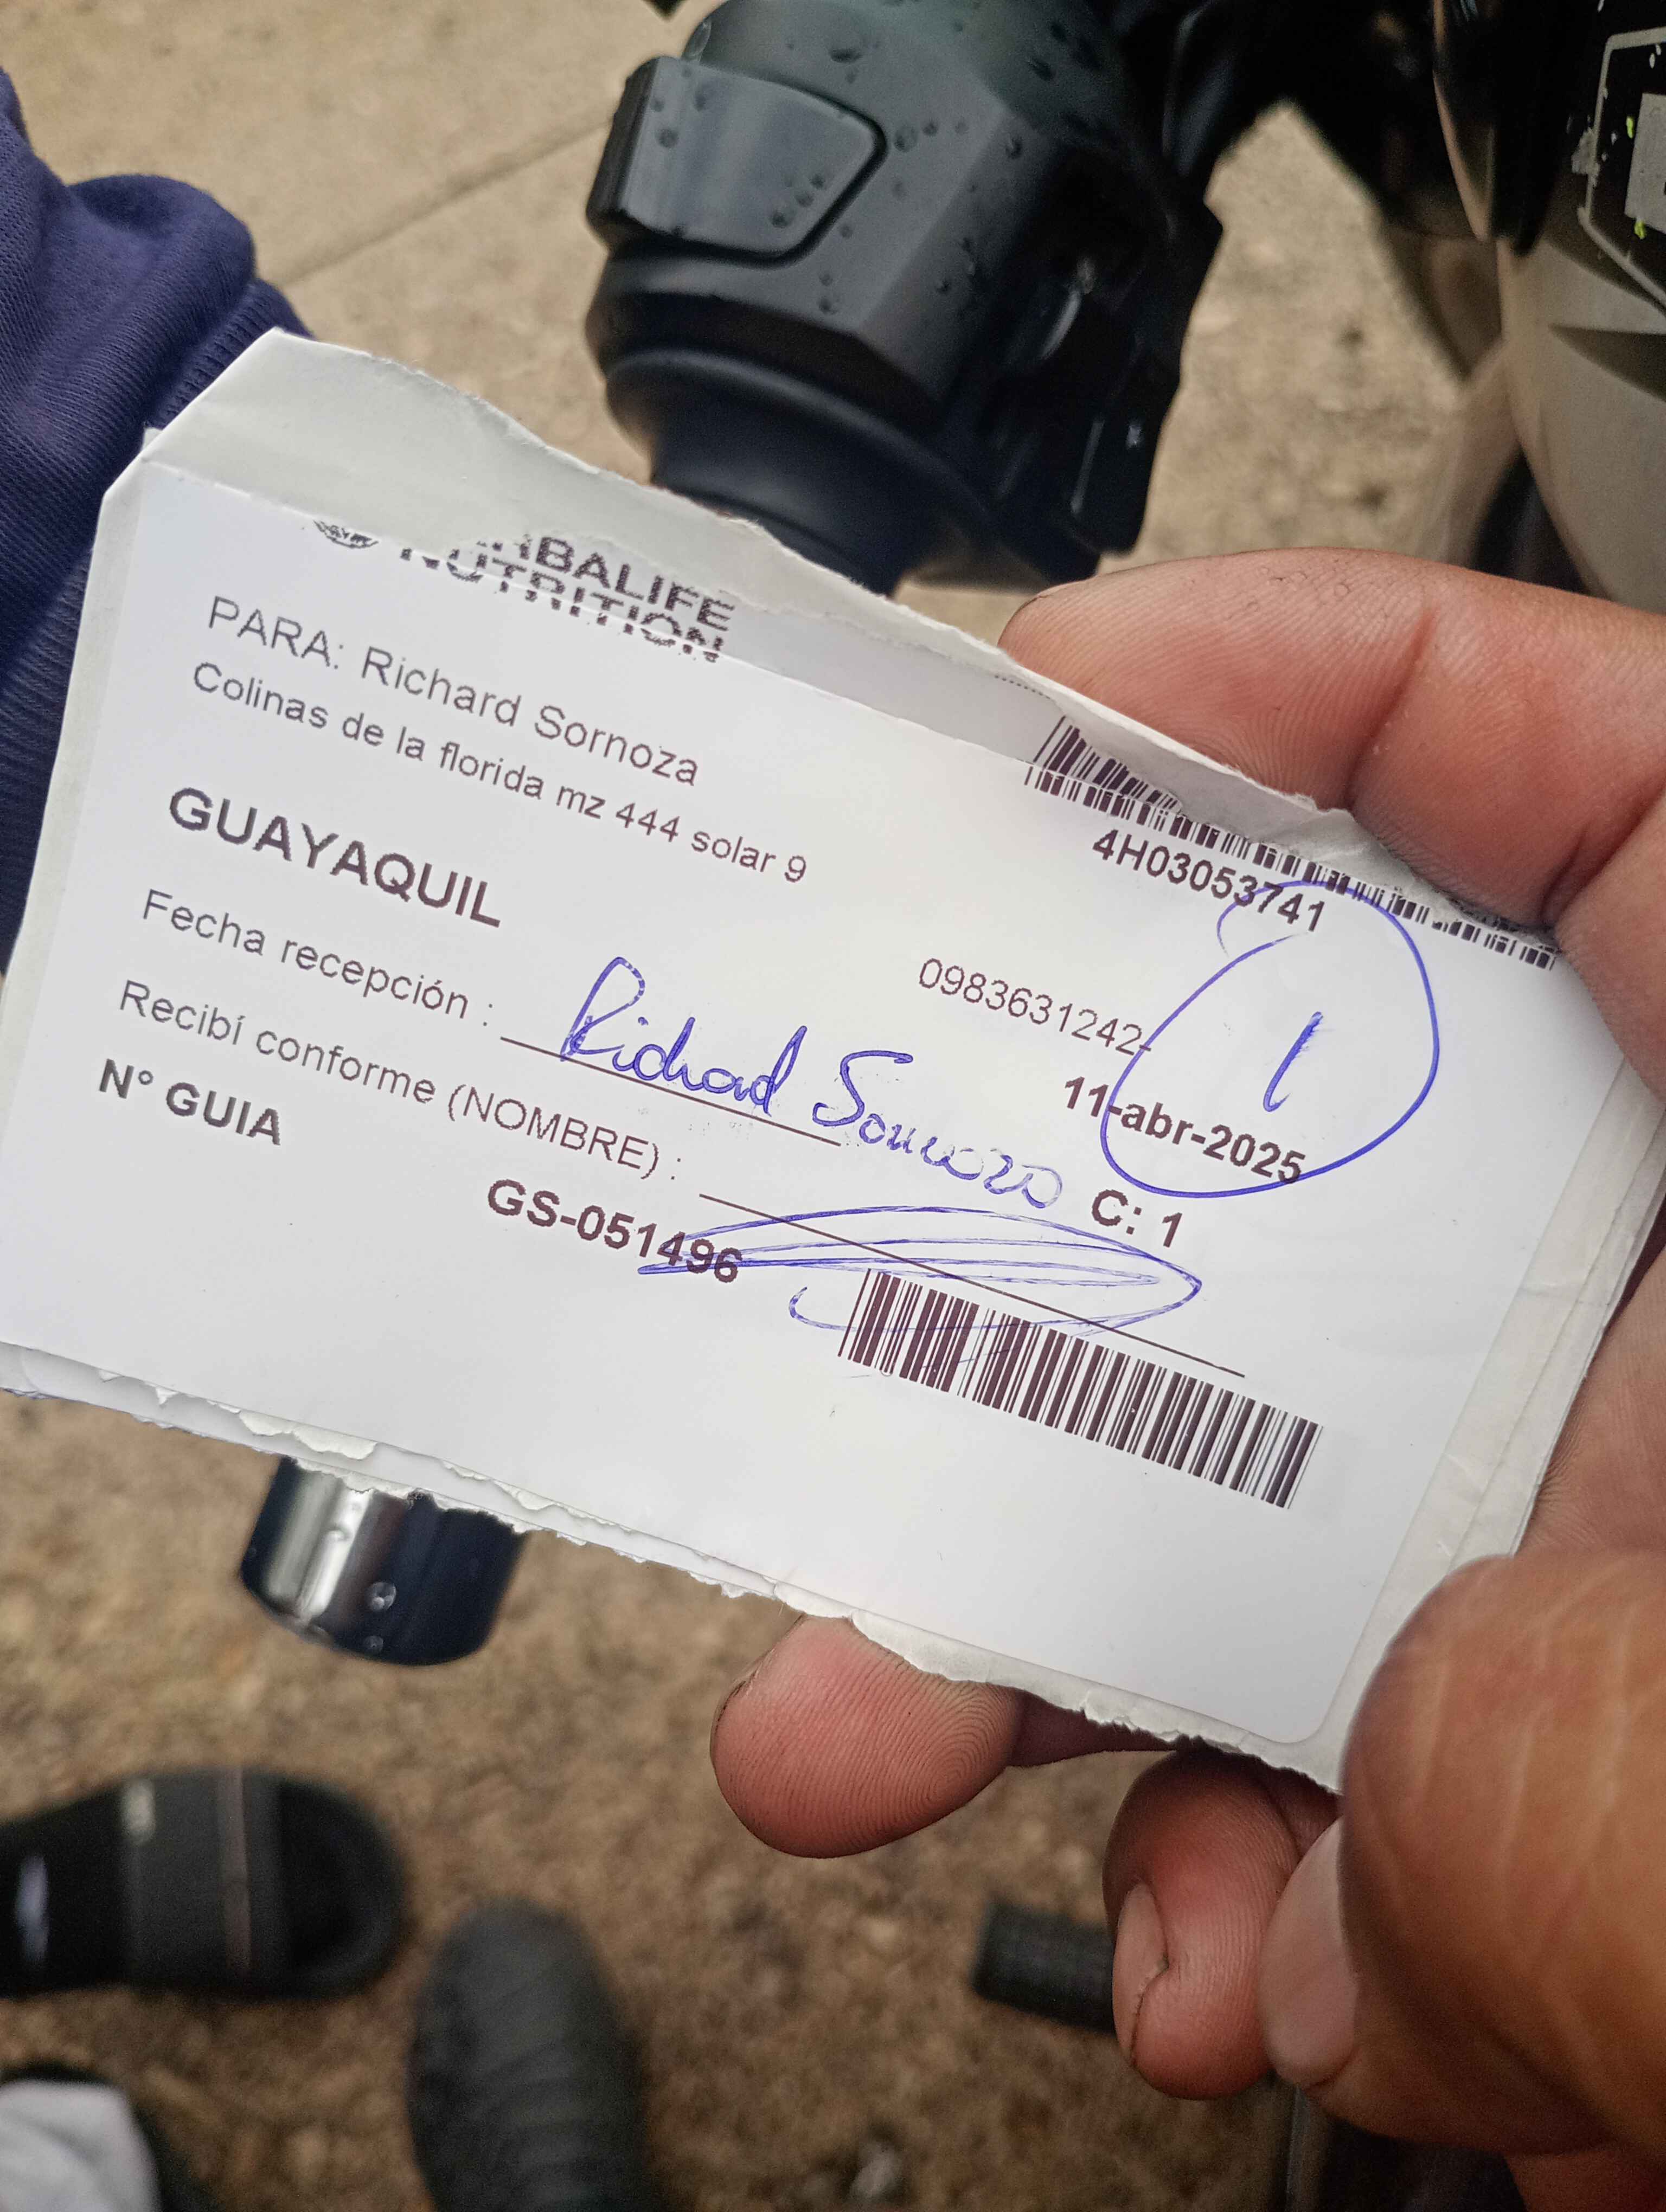 HERBALIFE
NUTRITION
PARA: Richard Sornoza
Colinas de la florida mz 444 solar 9
4H03053741
GUAYAQUIL
0983631242-
1
Fecha recepción :
Richard Sornoza
11-abr-2025
Recibí conforme (NOMBRE) :
C: 1
N° GUIA
GS-051496